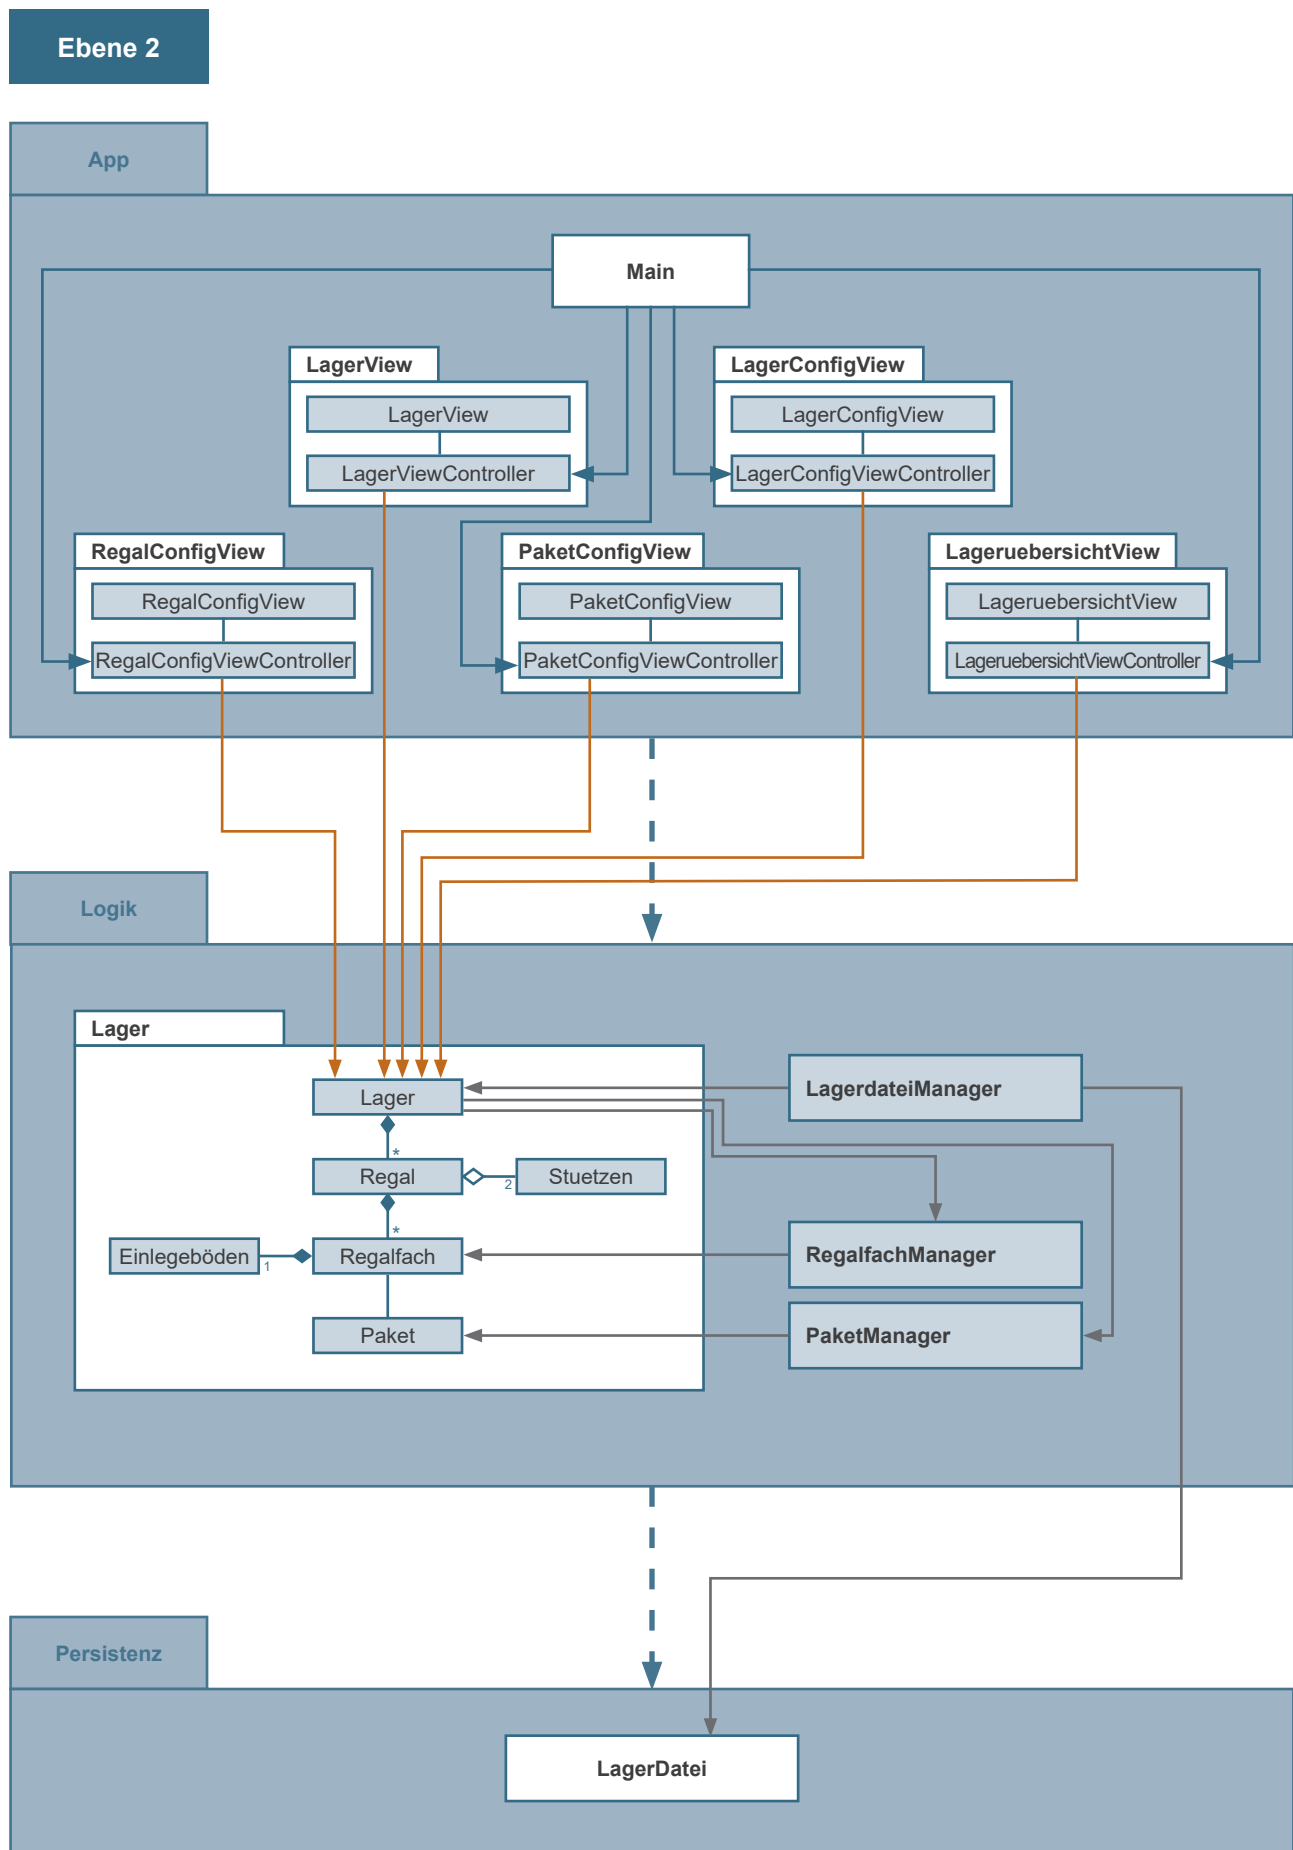 Ebene 2
App
Main
LagerView
LagerConfigView
LagerView
LagerConfigView
LagerViewController
LagerConfigViewController
RegalConfigView
PaketConfigView
LageruebersichtView
RegalConfigView
PaketConfigView
LageruebersichtView
RegalConfigViewController
PaketConfigViewController
LageruebersichtViewController
Logik
Lager
Lager
LagerdateiManager
*
Regal
2
Stuetzen
*
Einlegeböden
1
Regalfach
RegalfachManager
Paket
PaketManager
Persistenz
LagerDatei